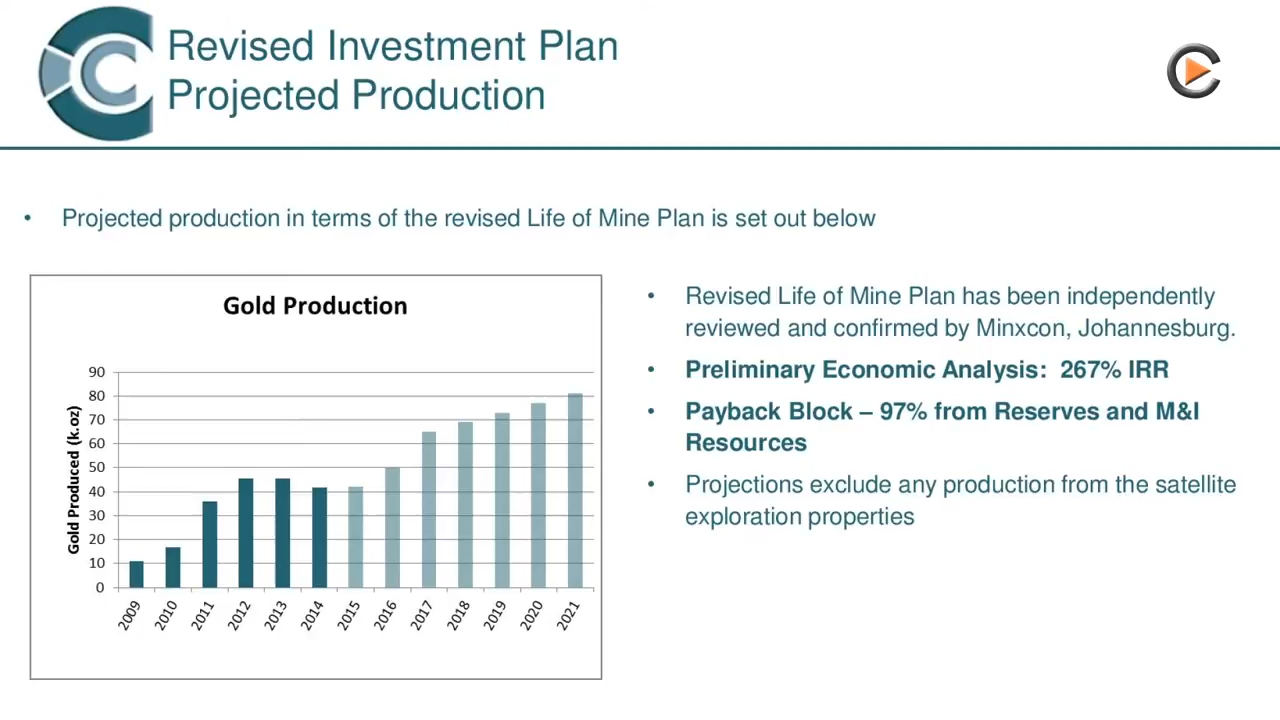 Revised Investment Plan
Projected Production
• Projected production in terms of the revised Life of Mine Plan is set out below
Gold Production
Gold Produced (k.oz)
90
80
70
60
50
40
30
20
10
0
2009 2010 2011 2012 2013 2014 2015 2016 2017 2018 2019 2020 2021
• Revised Life of Mine Plan has been independently
reviewed and confirmed by Minxcon, Johannesburg.
• Preliminary Economic Analysis: 267% IRR
• Payback Block – 97% from Reserves and M&I
Resources
• Projections exclude any production from the satellite
exploration properties